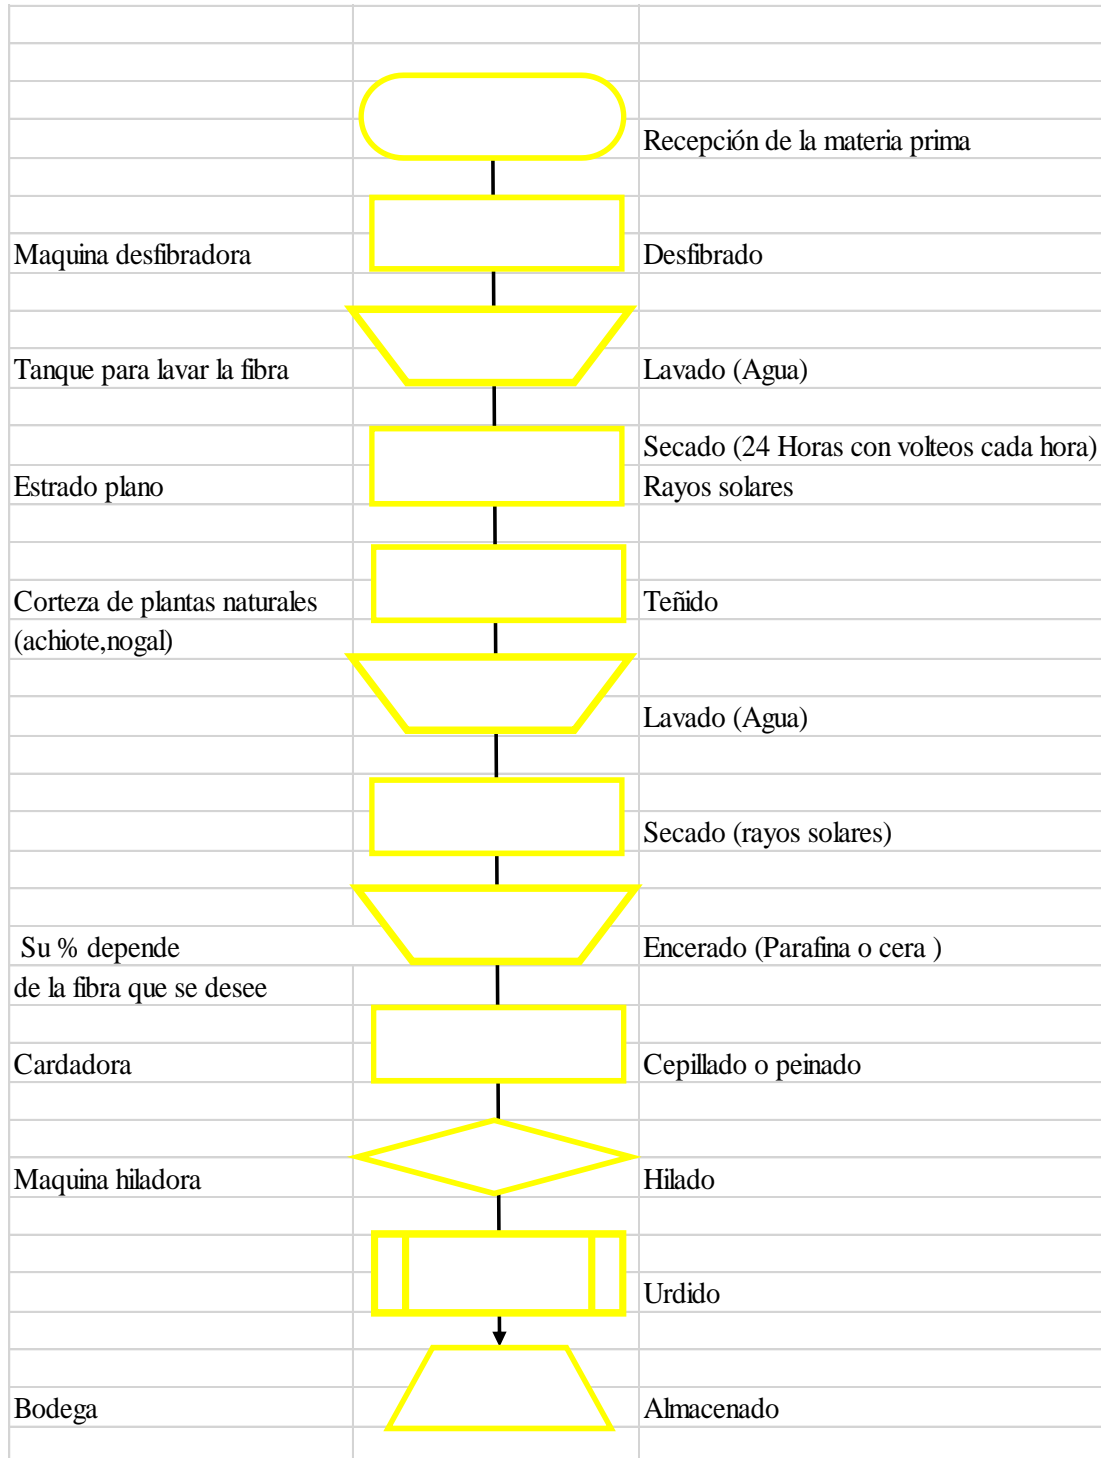 Recepción de la materia prima
Maquina desfibradora
Desfibrado
Tanque para lavar la fibra
Lavado (Agua)
Secado (24 Horas con volteos cada hora)
Estrado plano
Rayos solares
Corteza de plantas naturales
Teñido
(achiote,nogal)
Lavado (Agua)
Secado (rayos solares)
Su % depende
Encerado (Parafina o cera )
de la fibra que se desee
Cardadora
Cepillado o peinado
Maquina hiladora
Hilado
Urdido
Bodega
Almacenado